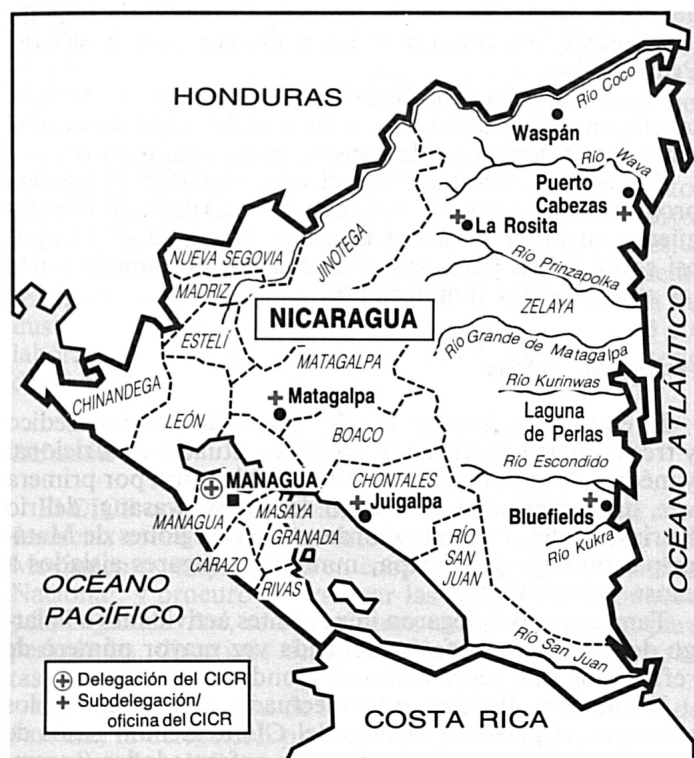 HONDURAS
Río Coco
Waspán
Río Wava
Puerto
Cabezas
La Rosita
NUEVA SEGOVIA
JINOTEGA
MADRIZ
Río Prinzapolka
ZELAYA
NICARAGUA
ESTELÍ
Río Grande de Matagalpa
MATAGALPA
CHINANDEGA
Río Kurinwas
Matagalpa
LEÓN
Laguna
de Perlas
BOACO
Río Escondido
MANAGUA
CHONTALES
Juigalpa
MANAGUA
MASAYA
Bluefields
GRANADA
RÍO
SAN
JUAN
Río Kukra
CARAZO
RIVAS
OCÉANO
PACÍFICO
OCÉANO ATLÁNTICO
Río San Juan
Delegación del CICR
Subdelegación/
oficina del CICR
COSTA RICA